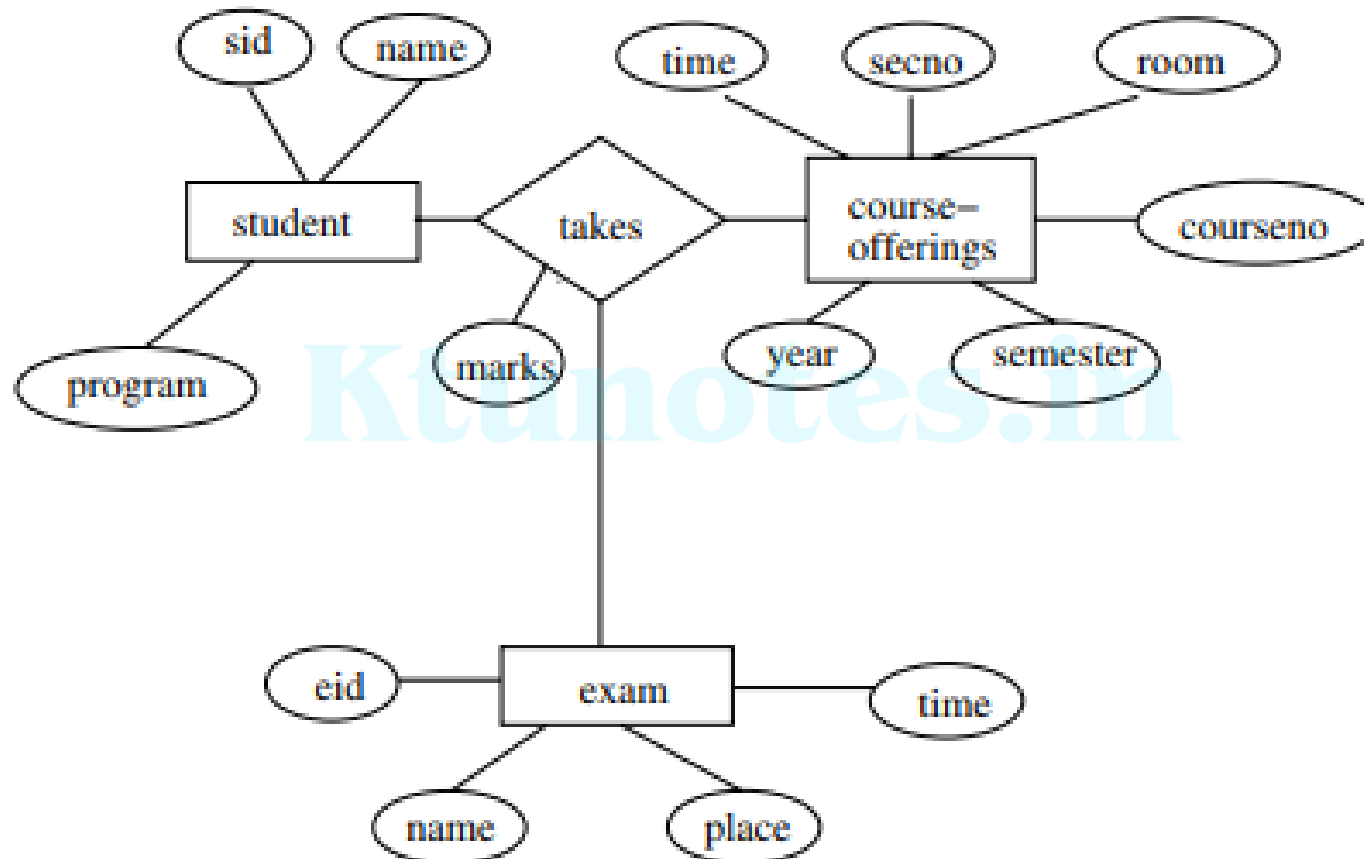 sid
name
time
secno
room
student
takes
course–
offerings
courseno
program
marks
year
semester
Ktunotes.in
eid
exam
time
name
place